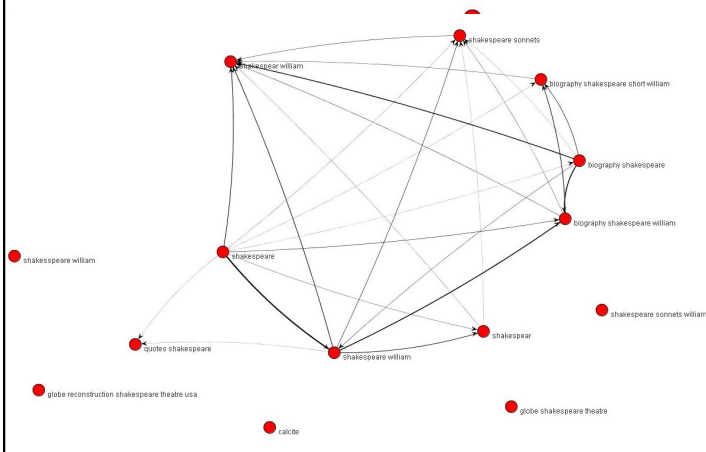 shakespeare sonnets
shakespear william
biography shakespeare short william
biography shakespeare
biography shakespeare william
shakespeare
shakesspeare william
shakespeare sonnets william
shakespear
quotes shakespeare
shakespeare william
globe reconstruction shakespeare theatre usa
globe shakespeare theatre
calcite